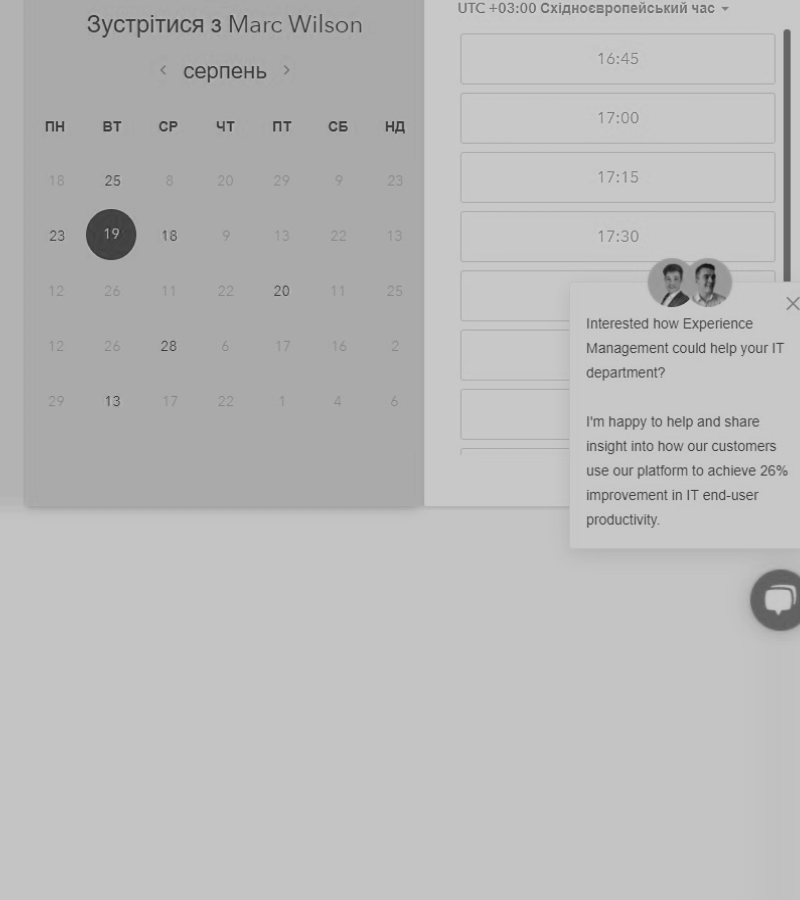 Зустрітися з Marc Wilson
серпень
ПН ВТ СР ЧТ ПТ СБ НД
18 25 8 20 29 9 23
23 19 18 9 13 22 13
12 26 11 22 20 11 25
12 26 28 6 17 16 2
29 13 17 22 1 4 6
UTC +03:00 Східноєвропейський час
16:45
17:00
17:15
17:30
Interested how Experience
Management could help your IT
department?
I'm happy to help and share
insight into how our customers
use our platform to achieve 26%
improvement in IT end-user
productivity.